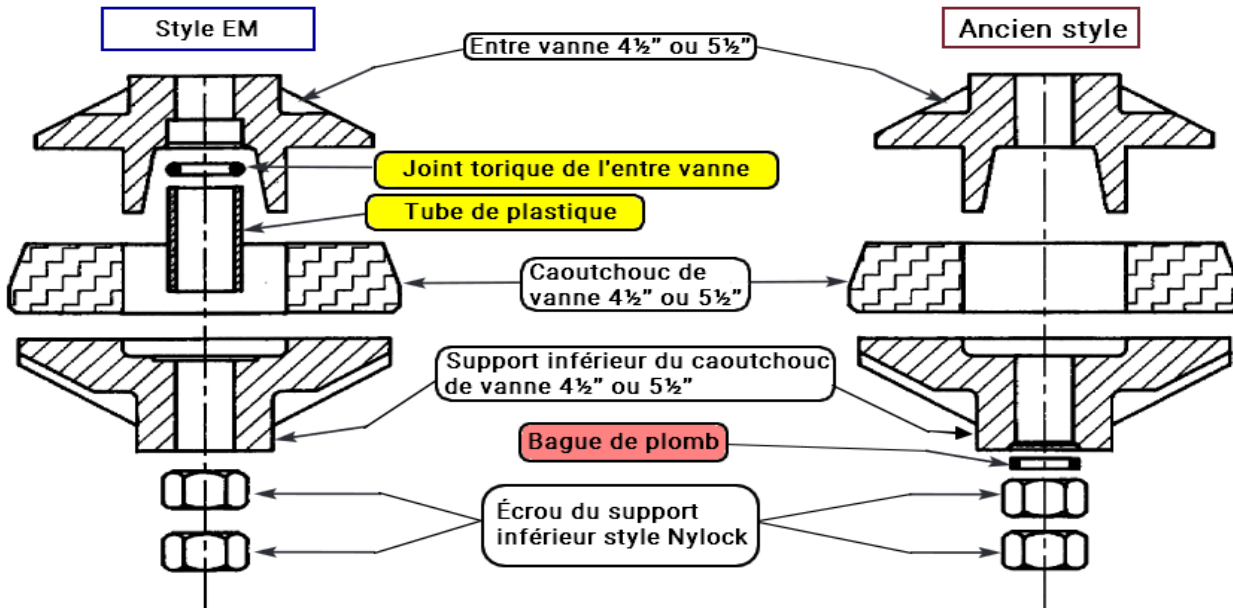 Style EM
Ancien style
Entre vanne 4½” ou 5½”
Joint torique de l'entre vanne
Tube de plastique
Caoutchouc de
vanne 4½” ou 5½”
Support inférieur du caoutchouc
de vanne 4½” ou 5½”
Bague de plomb
Écrou du support
inférieur style Nylock